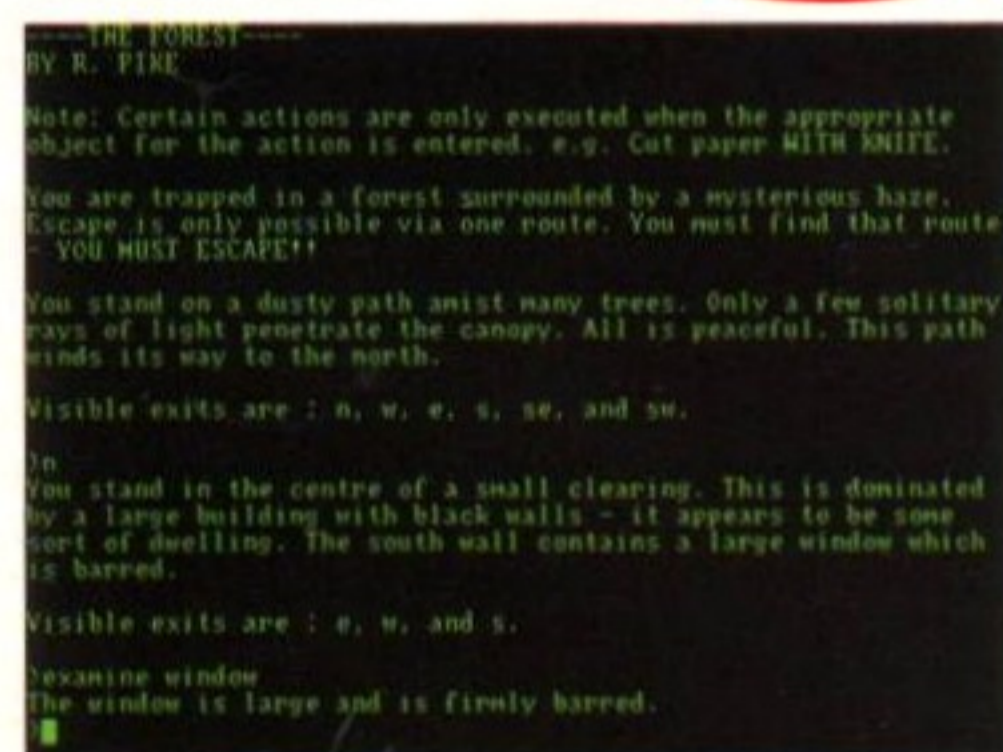 ----THE FOREST----
BY R. PIKE
Note: Certain actions are only executed when the appropriate
object for the action is entered. e.g. Cut paper WITH KNIFE.
You are trapped in a forest surrounded by a mysterious haze.
Escape is only possible via one route. You must find that route
- YOU MUST ESCAPE!!
You stand on a dusty path amist many trees. Only a few solitary
rays of light penetrate the canopy. All is peaceful. This path
winds its way to the north.
Visible exits are : n, w, e, s, se, and sw.
>n
You stand in the centre of a small clearing. This is dominated
by a large building with black walls - it appears to be some
sort of dwelling. The south wall contains a large window which
is barred.
Visible exits are : e, w, and s.
>examine window
The window is large and is firmly barred.
>